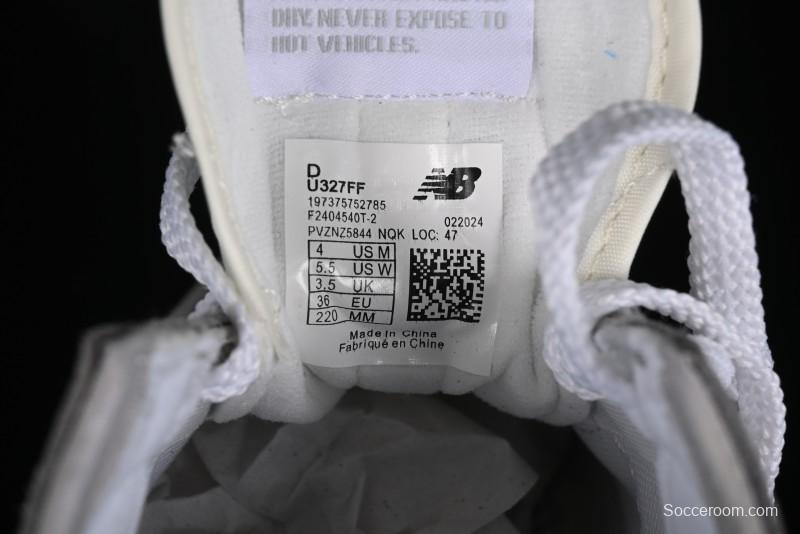 DRY. NEVER EXPOSE TO
HOT VEHICLES.
D
U327FF
NB
197375752785
F2404540T-2 022024
PVZNZ5844 NQK LOC: 47
4 US M
5.5 US W
3.5 UK
36 EU
220 MM
Made in China
Fabriqué en Chine
Socceroom.com